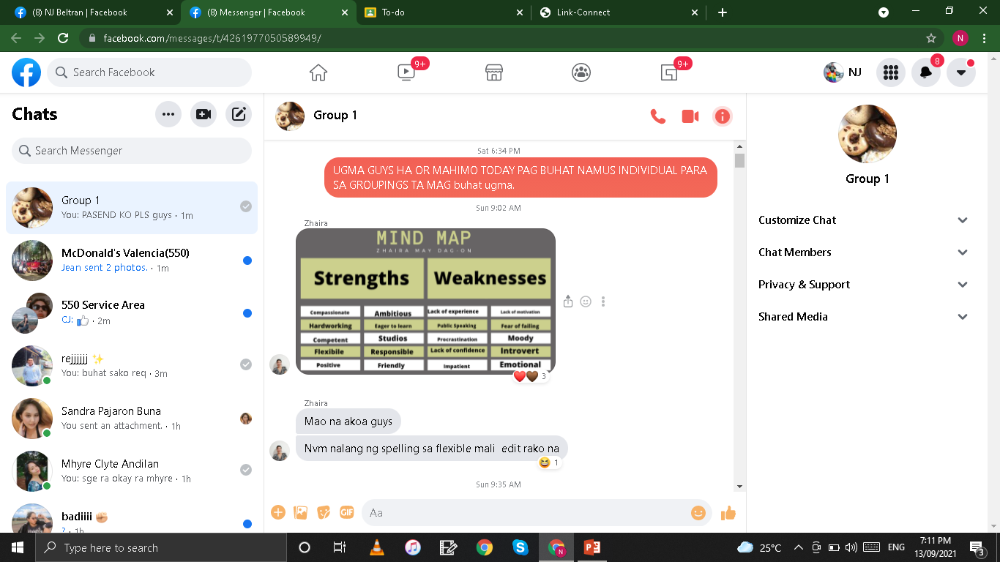 (8) NJ Beltran | Facebook
(8) Messenger | Facebook
To-do
Link-Connect
facebook.com/messages/t/4261977050589949/
N
Search Facebook
9+
9+
NJ
8
Chats
Search Messenger
Group 1
You: PASEND KO PLS guys · 1m
McDonald's Valencia(550)
Jean sent 2 photos. · 1m
550 Service Area
CJ: 👍 · 2m
rejjjjjj ✨
You: buhat sako req · 3m
Sandra Pajaron Buna
You sent an attachment. · 1h
Mhyre Clyte Andilan
You: sge ra okay ra mhyre · 1h
badiiii ✊🏼
? · 1h
Group 1
Sat 6:34 PM
UGMA GUYS HA OR MAHIMO TODAY PAG BUHAT NAMUS INDIVIDUAL PARA
SA GROUPINGS TA MAG buhat ugma.
Sun 9:02 AM
Zhaira
MIND MAP
ZHAIRA MAY DAG-ON
Strengths Weaknesses
Compassionate Ambitious Lack of experience Lack of motivation
Hardworking Eager to learn Public Speaking Fear of failing
Competent Studios Procrastination Moody
Flexibile Responsible Lack of confidence Introvert
Positive Friendly Impatient Emotional
3
Zhaira
Mao na akoa guys
Nvm nalang ng spelling sa flexible mali edit rako na
1
Sun 9:35 AM
GIF
Aa
Group 1
Customize Chat
Chat Members
Privacy & Support
Shared Media
Type here to search
N
25°C
ENG
7:11 PM
13/09/2021
3